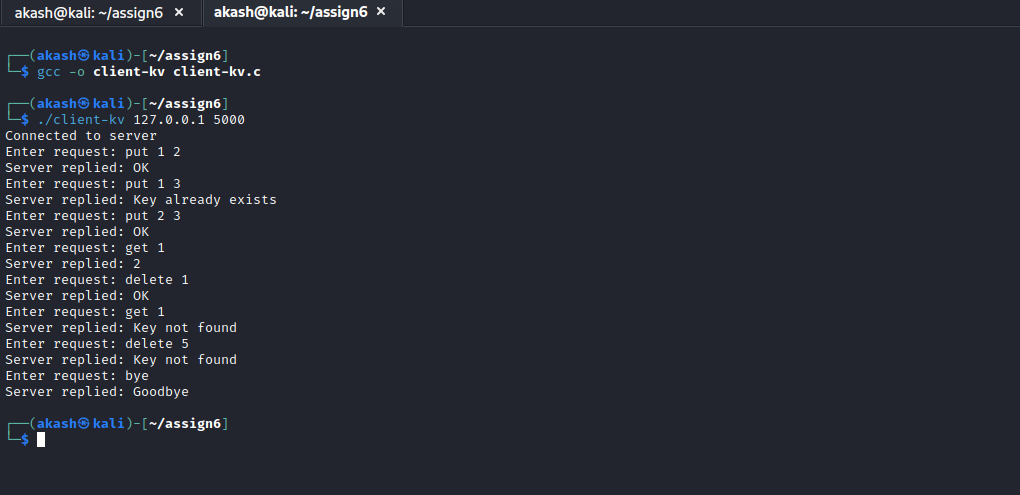 akash@kali: ~/assign6 ×
akash@kali: ~/assign6 ×
┌──(akash㉿kali)-[~/assign6]
└─$ gcc -o client-kv client-kv.c
┌──(akash㉿kali)-[~/assign6]
└─$ ./client-kv 127.0.0.1 5000
Connected to server
Enter request: put 1 2
Server replied: OK
Enter request: put 1 3
Server replied: Key already exists
Enter request: put 2 3
Server replied: OK
Enter request: get 1
Server replied: 2
Enter request: delete 1
Server replied: OK
Enter request: get 1
Server replied: Key not found
Enter request: delete 5
Server replied: Key not found
Enter request: bye
Server replied: Goodbye
┌──(akash㉿kali)-[~/assign6]
└─$